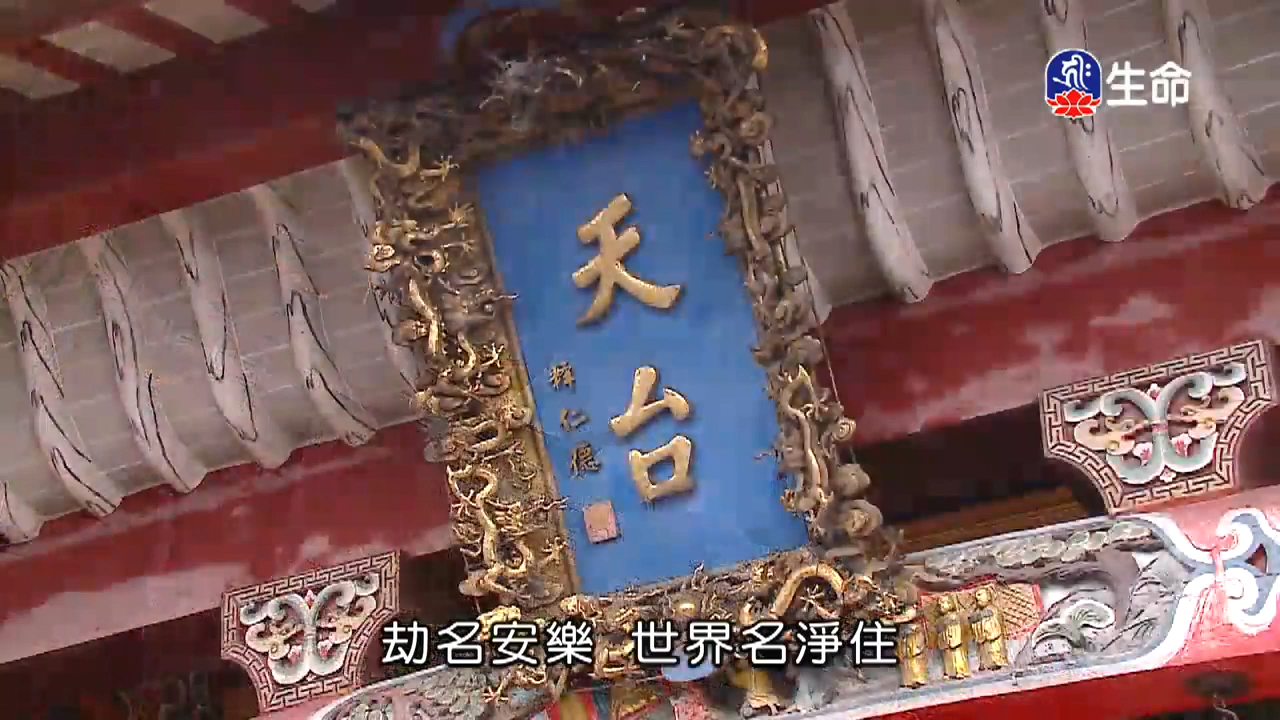 生命
天台
釋仁德
劫名安樂 世界名淨住